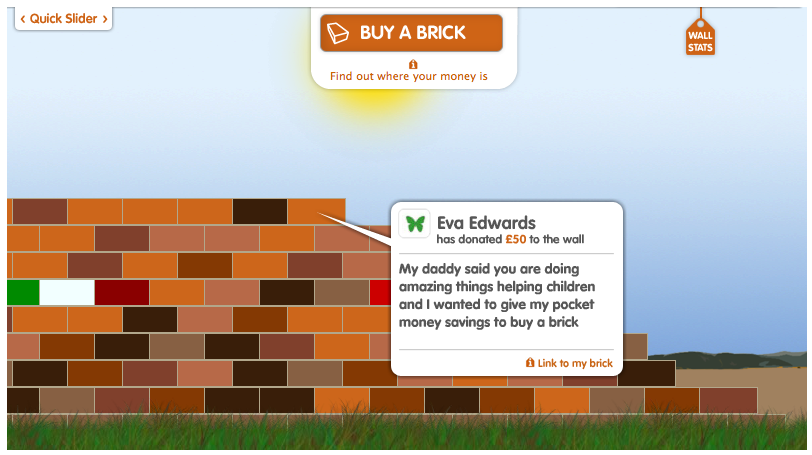 ‹ Quick Slider ›
BUY A BRICK
Find out where your money is
WALL
STATS
Eva Edwards
has donated £50 to the wall
My daddy said you are doing
amazing things helping children
and I wanted to give my pocket
money savings to buy a brick
Link to my brick